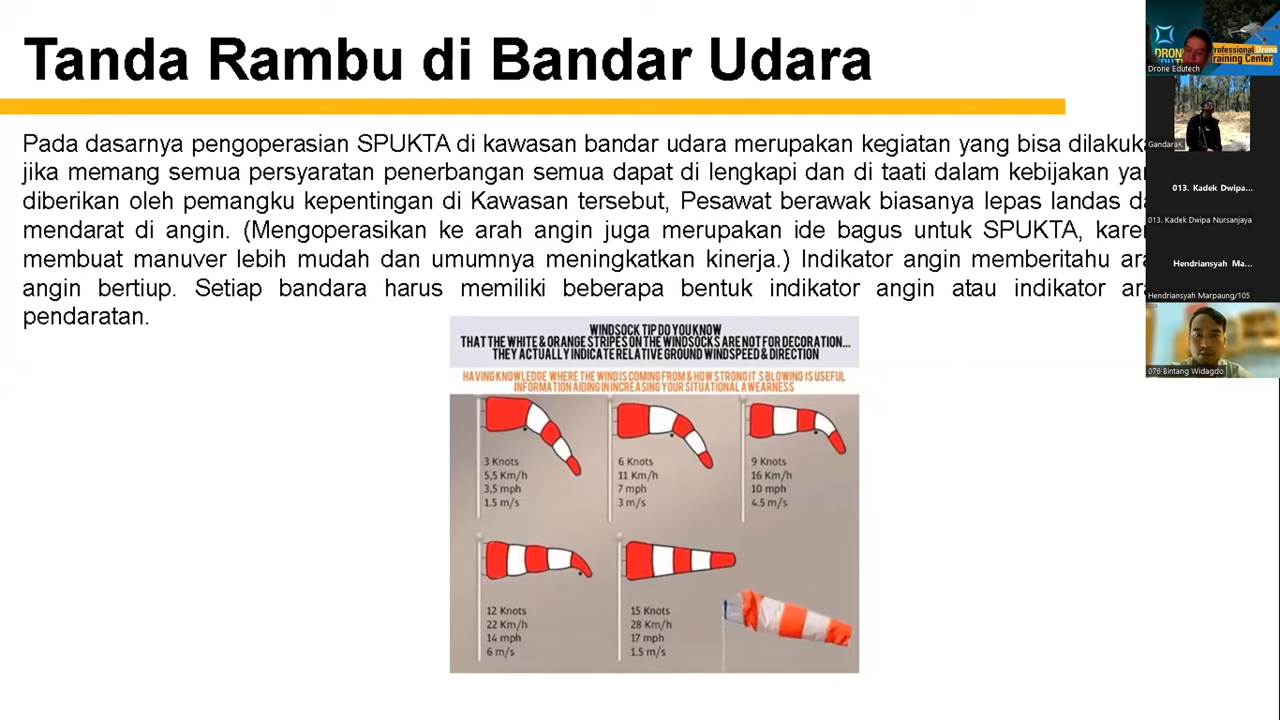 Tanda Rambu di Bandar Udara
Pada dasarnya pengoperasian SPUKTA di kawasan bandar udara merupakan kegiatan yang bisa
jika memang semua persyaratan penerbangan semua dapat di lengkapi dan di taati dalam kebijakan
diberikan oleh pemangku kepentingan di Kawasan tersebut, Pesawat berawak biasanya lepas landas
mendarat di angin. (Mengoperasikan ke arah angin juga merupakan ide bagus untuk SPUKTA,
membuat manuver lebih mudah dan umumnya meningkatkan kinerja.) Indikator angin memberitahu
angin bertiup. Setiap bandara harus memiliki beberapa bentuk indikator angin atau indikator
pendaratan.
WINDSOCK TIP DO YOU KNOW
THAT THE WHITE & ORANGE STRIPES ON THE WINDSOCKS ARE NOT FOR DECORATION...
THEY ACTUALLY INDICATE RELATIVE GROUND WINDSPEED & DIRECTION
HAVING KNOWLEDGE WHERE THE WIND IS COMING FROM & HOW STRONG IT S BLOWING IS USEFUL
INFORMATION AIDING IN INCREASING YOUR SITUATIONAL AWEARNESS
3 Knots
5,5 Km/h
3,5 mph
1.5 m/s
6 Knots
11 Km/h
7 mph
3 m/s
9 Knots
16 Km/h
10 mph
4.5 m/s
12 Knots
22 Km/h
14 mph
6 m/s
15 Knots
28 Km/h
17 mph
1.5 m/s
Drone Edutech
GandaraK
013. Kadek Dwipa...
013. Kadek Dwipa Nursanjaya
Hendriansyah Ma...
Hendriansyah Marpaung/105
076 Bintang Widagdo